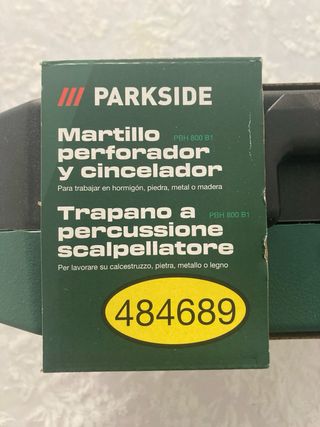 /// PARKSIDE
Martillo PBH 800 B1
perforador
y cincelador
Para trabajar en hormigón, piedra, metal o madera
Trapano a PBH 800 B1
percussione
scalpellatore
Per lavorare su calcestruzzo, pietra, metallo o legno
484689